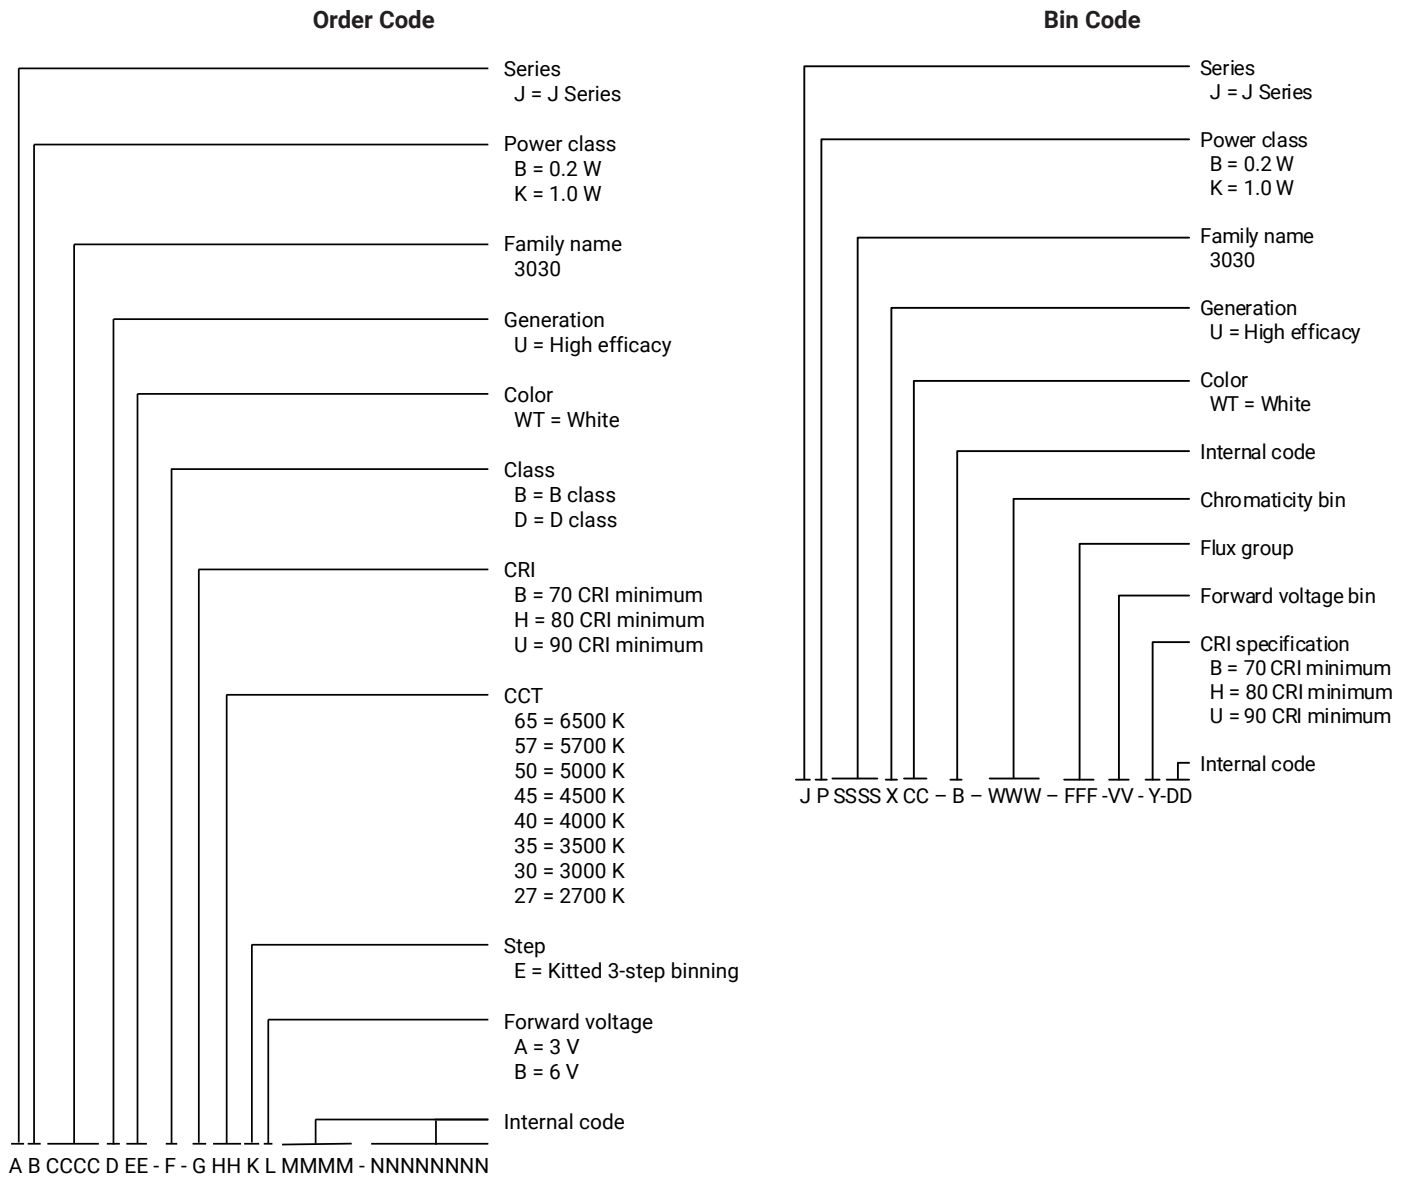 Order Code
Series
J = J Series
Power class
B = 0.2 W
K = 1.0 W
Family name
3030
Generation
U = High efficacy
Color
WT = White
Class
B = B class
D = D class
CRI
B = 70 CRI minimum
H = 80 CRI minimum
U = 90 CRI minimum
CCT
65 = 6500 K
57 = 5700 K
50 = 5000 K
45 = 4500 K
40 = 4000 K
35 = 3500 K
30 = 3000 K
27 = 2700 K
Step
E = Kitted 3-step binning
Forward voltage
A = 3 V
B = 6 V
Internal code
A B CCCC D EE - F - G HH K L MMMM - NNNNNNNN
Bin Code
Series
J = J Series
Power class
B = 0.2 W
K = 1.0 W
Family name
3030
Generation
U = High efficacy
Color
WT = White
Internal code
Chromaticity bin
Flux group
Forward voltage bin
CRI specification
B = 70 CRI minimum
H = 80 CRI minimum
U = 90 CRI minimum
Internal code
J P SSSS X CC – B – WWW – FFF -VV - Y-DD